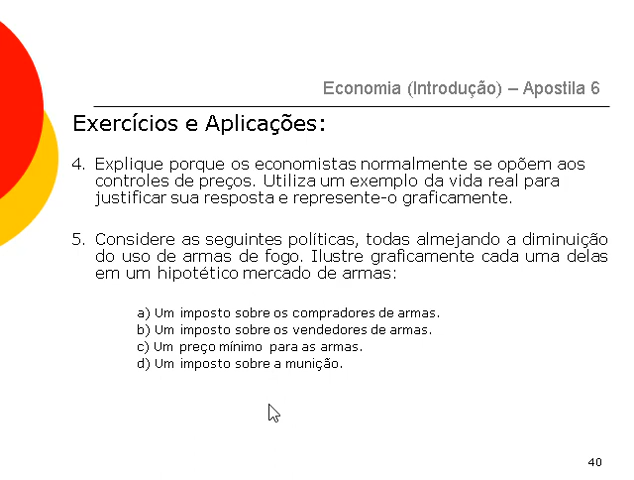 Economia (Introdução) – Apostila 6
Exercícios e Aplicações:
4. Explique porque os economistas normalmente se opõem aos
controles de preços. Utiliza um exemplo da vida real para
justificar sua resposta e represente-o graficamente.
5. Considere as seguintes políticas, todas almejando a diminuição
do uso de armas de fogo. Ilustre graficamente cada uma delas
em um hipotético mercado de armas:
a) Um imposto sobre os compradores de armas.
b) Um imposto sobre os vendedores de armas.
c) Um preço mínimo para as armas.
d) Um imposto sobre a munição.
40